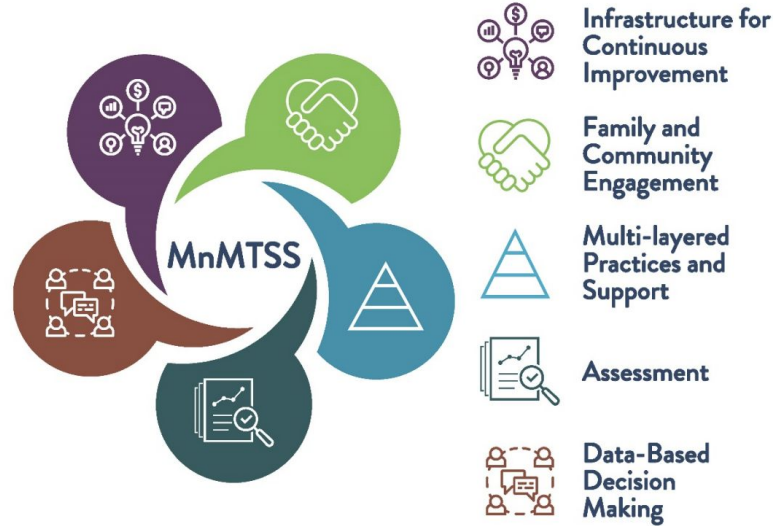 MnMTSS
Infrastructure for
Continuous
Improvement
Family and
Community
Engagement
Multi-layered
Practices and
Support
Assessment
Data-Based
Decision
Making